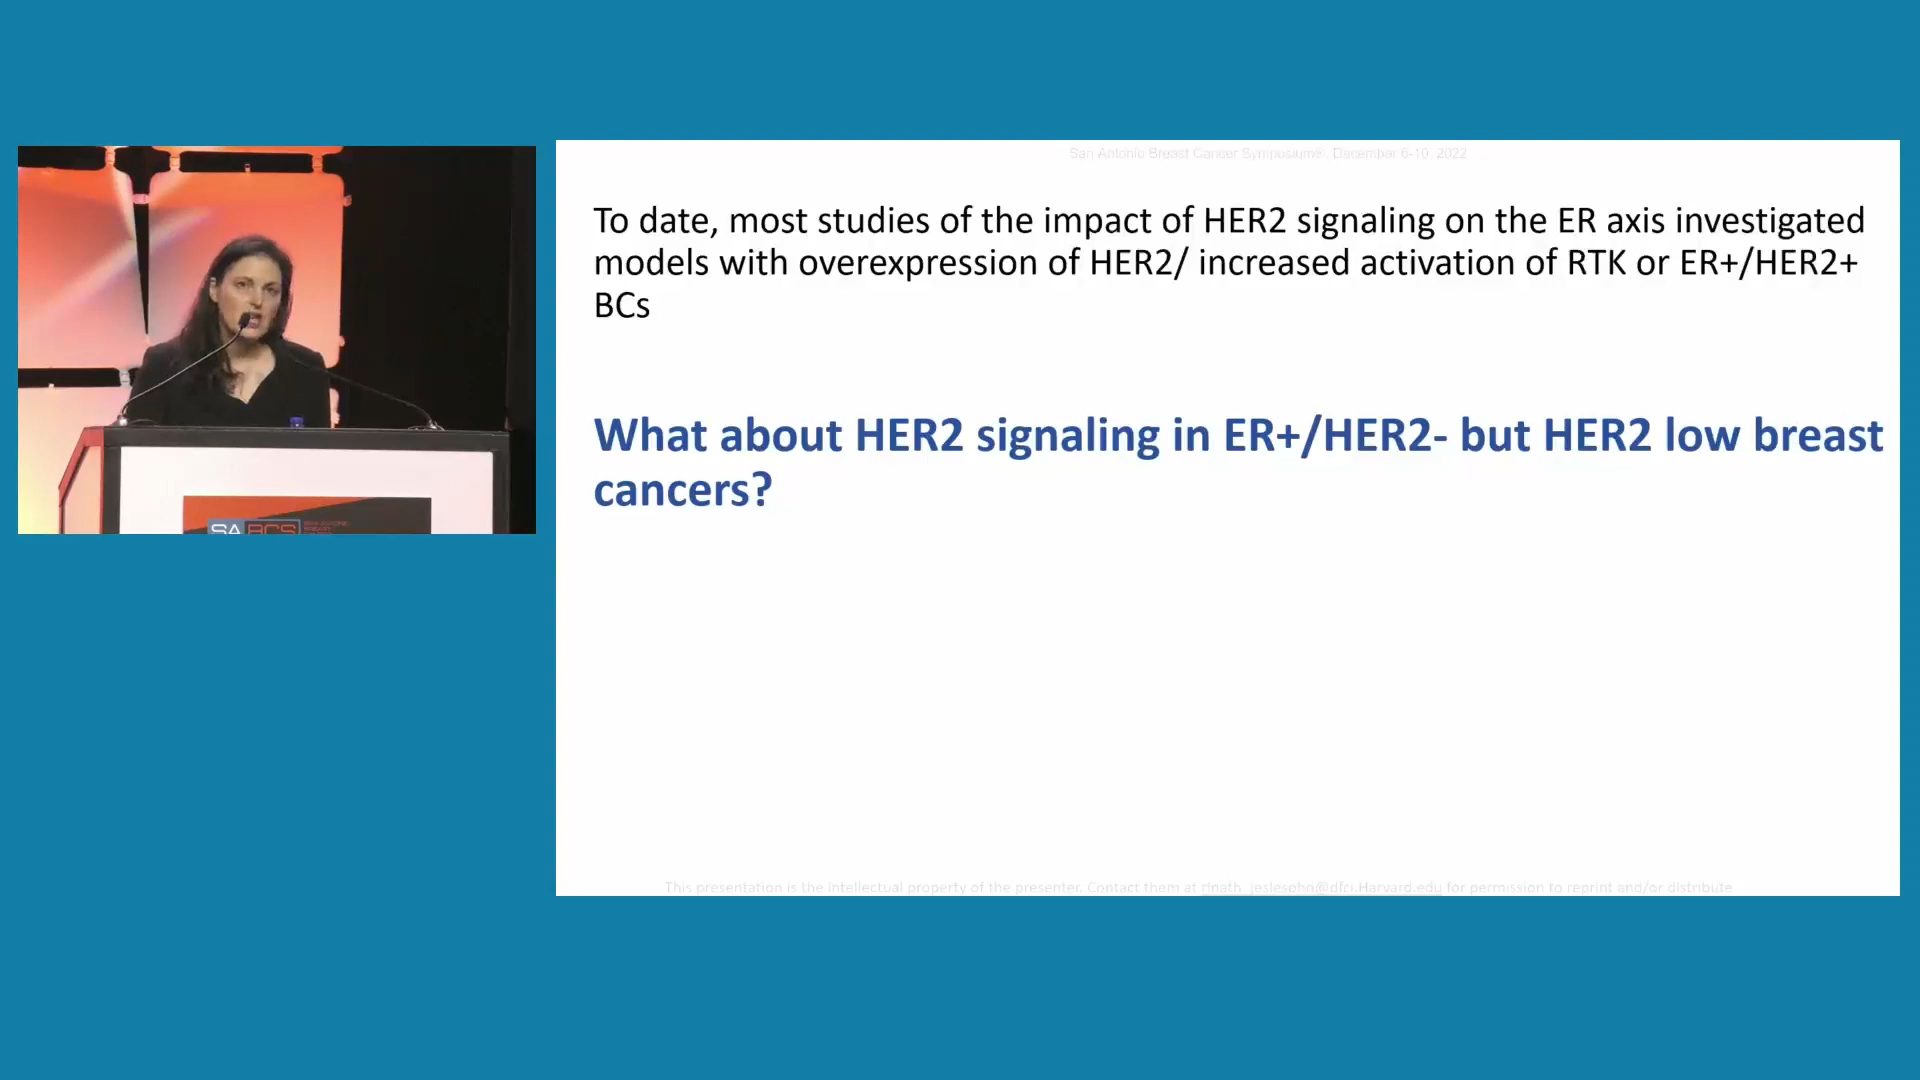 San Antonio Breast Cancer Symposium®, December 6-10, 2022
To date, most studies of the impact of HER2 signaling on the ER axis investigated
models with overexpression of HER2/ increased activation of RTK or ER+/HER2+
BCs
What about HER2 signaling in ER+/HER2- but HER2 low breast
cancers?
This presentation is the intellectual property of the presenter. Contact them at rinath_jeslesohn@dfci.Harvard.edu for permission to reprint and/or distribute
SA BCS